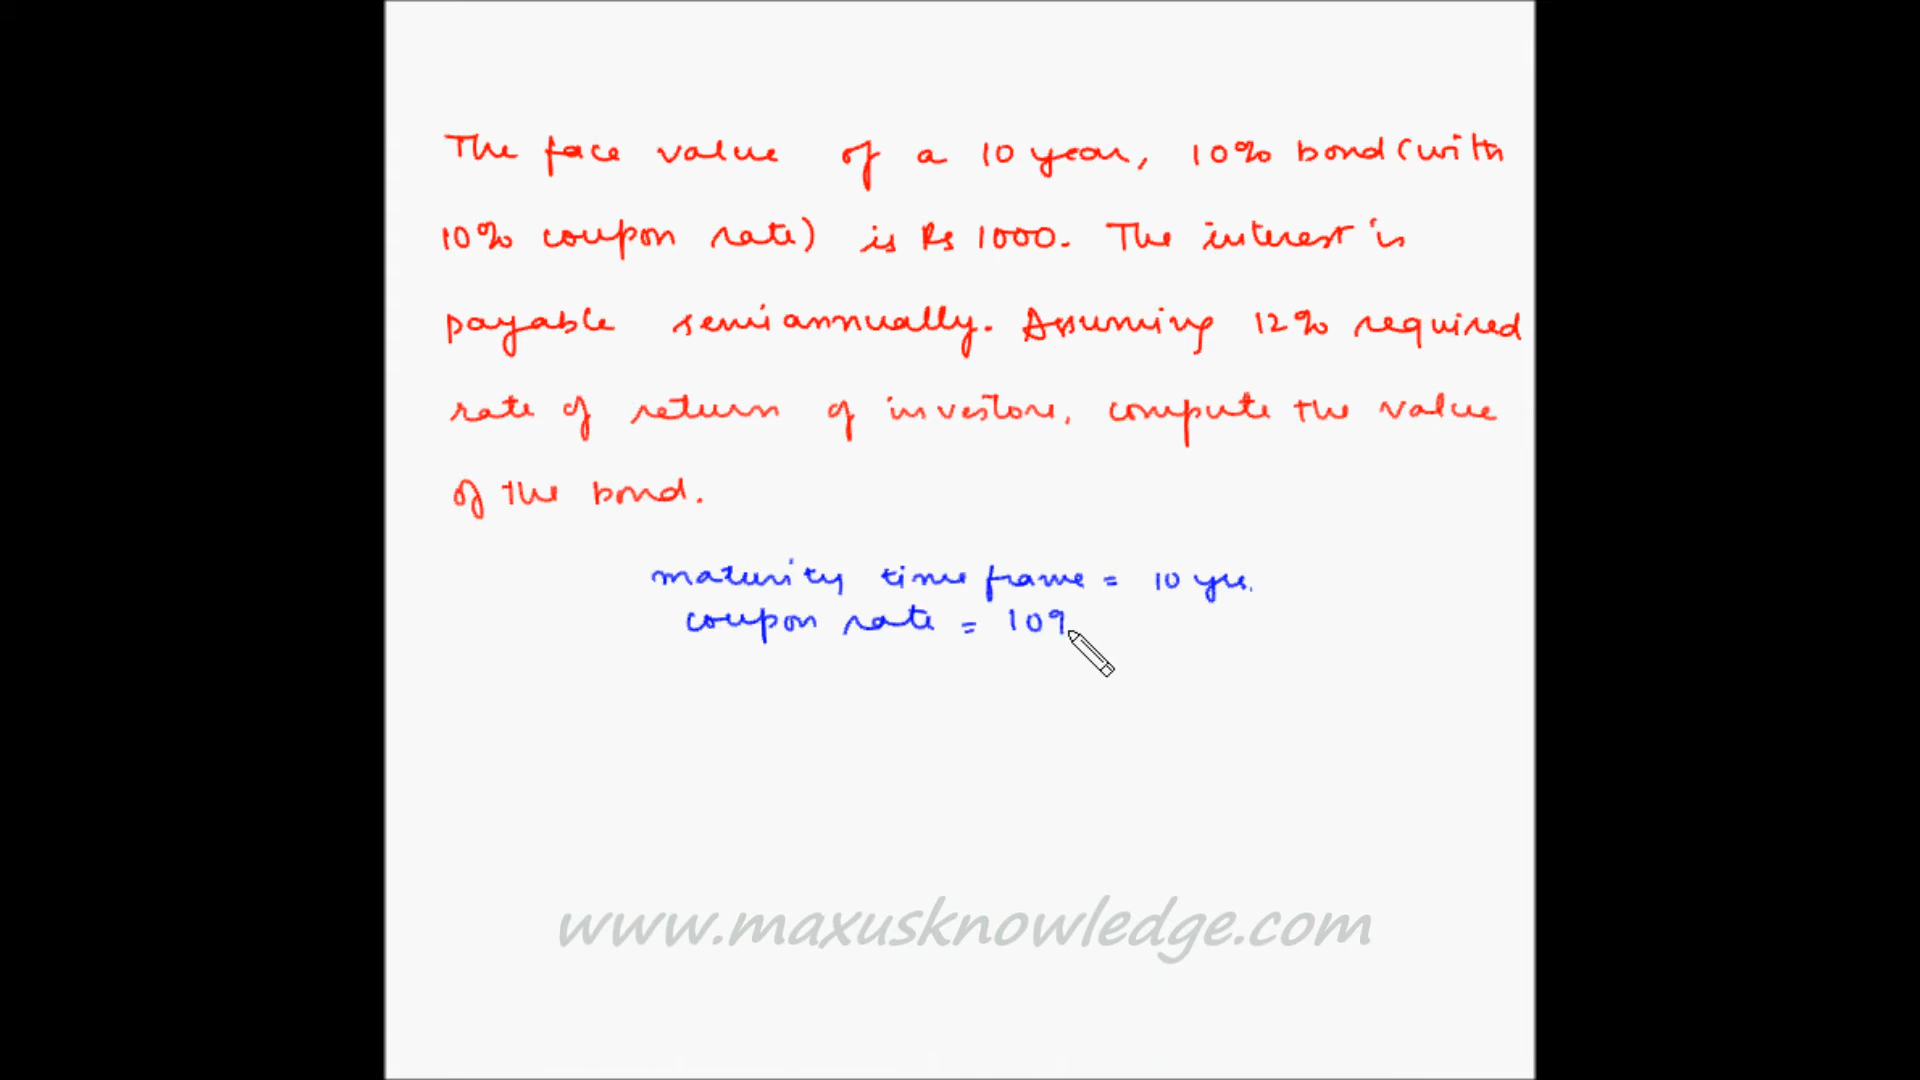 The face value of a 10 year, 10% bond (with
10% coupon rate) is Rs 1000. The interest is
payable semiannually. Assuming 12% required
rate of return of investors, compute the value
of the bond.
maturity time frame = 10 yrs.
coupon rate = 109
www.maxusknowledge.com